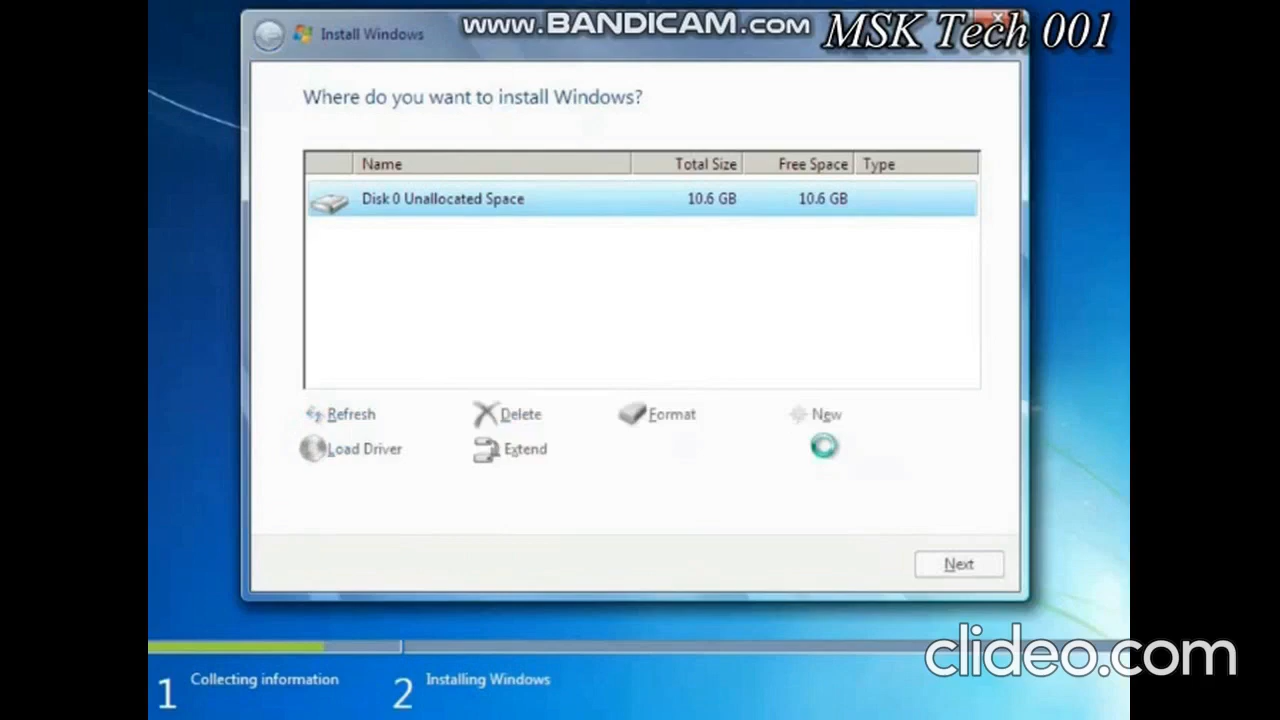 Install Windows
www.BANDICAM.com
MSK Tech 001
Where do you want to install Windows?
Name Total Size Free Space Type
Disk 0 Unallocated Space 10.6 GB 10.6 GB
Refresh Delete Format New
Load Driver Extend
Next
clideo.com
1 Collecting information 2 Installing Windows